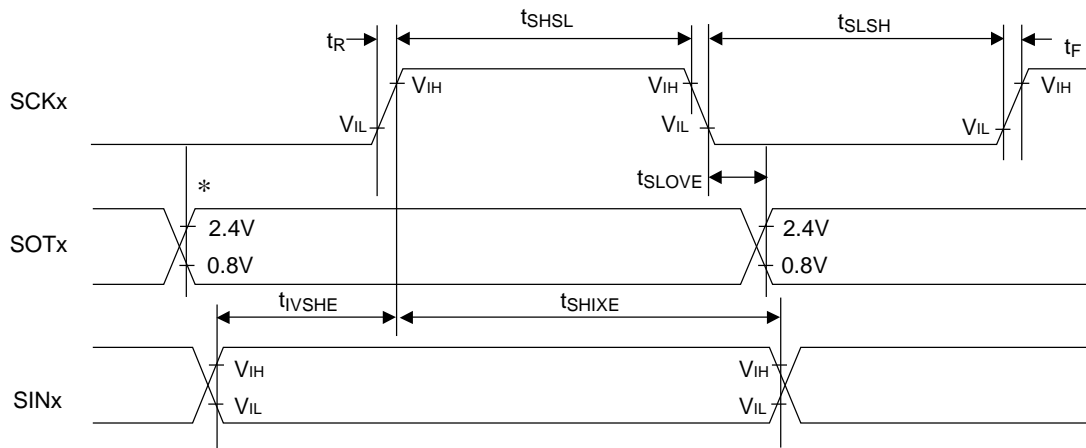 tSHSL
tSLSH
tR
tF
SCKx
VIH
VIH
VIH
VIL
VIL
VIL
tSLOVE
*
SOTx
2.4V
2.4V
0.8V
0.8V
tIVSHE
tSHIXE
SINx
VIH
VIH
VIL
VIL